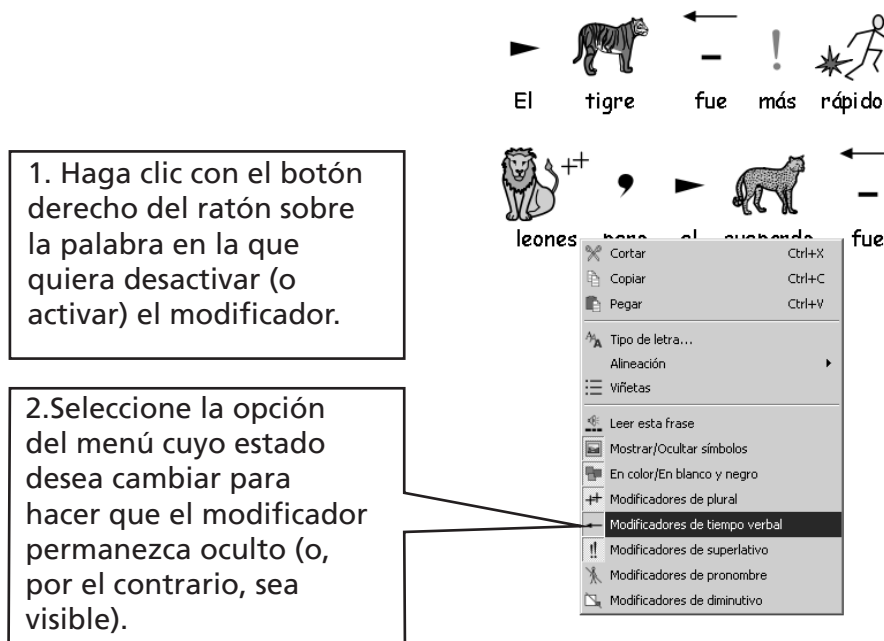 El tigre fue más rápido
1. Haga clic con el botón
derecho del ratón sobre
la palabra en la que
quiera desactivar (o
activar) el modificador.
leones pero el guepardo fue
Cortar Ctrl+X
Copiar Ctrl+C
Pegar Ctrl+V
Tipo de letra...
Alineación
Viñetas
Leer esta frase
Mostrar/Ocultar símbolos
En color/En blanco y negro
Modificadores de plural
Modificadores de tiempo verbal
Modificadores de superlativo
Modificadores de pronombre
Modificadores de diminutivo
2.Seleccione la opción
del menú cuyo estado
desea cambiar para
hacer que el modificador
permanezca oculto (o,
por el contrario, sea
visible).